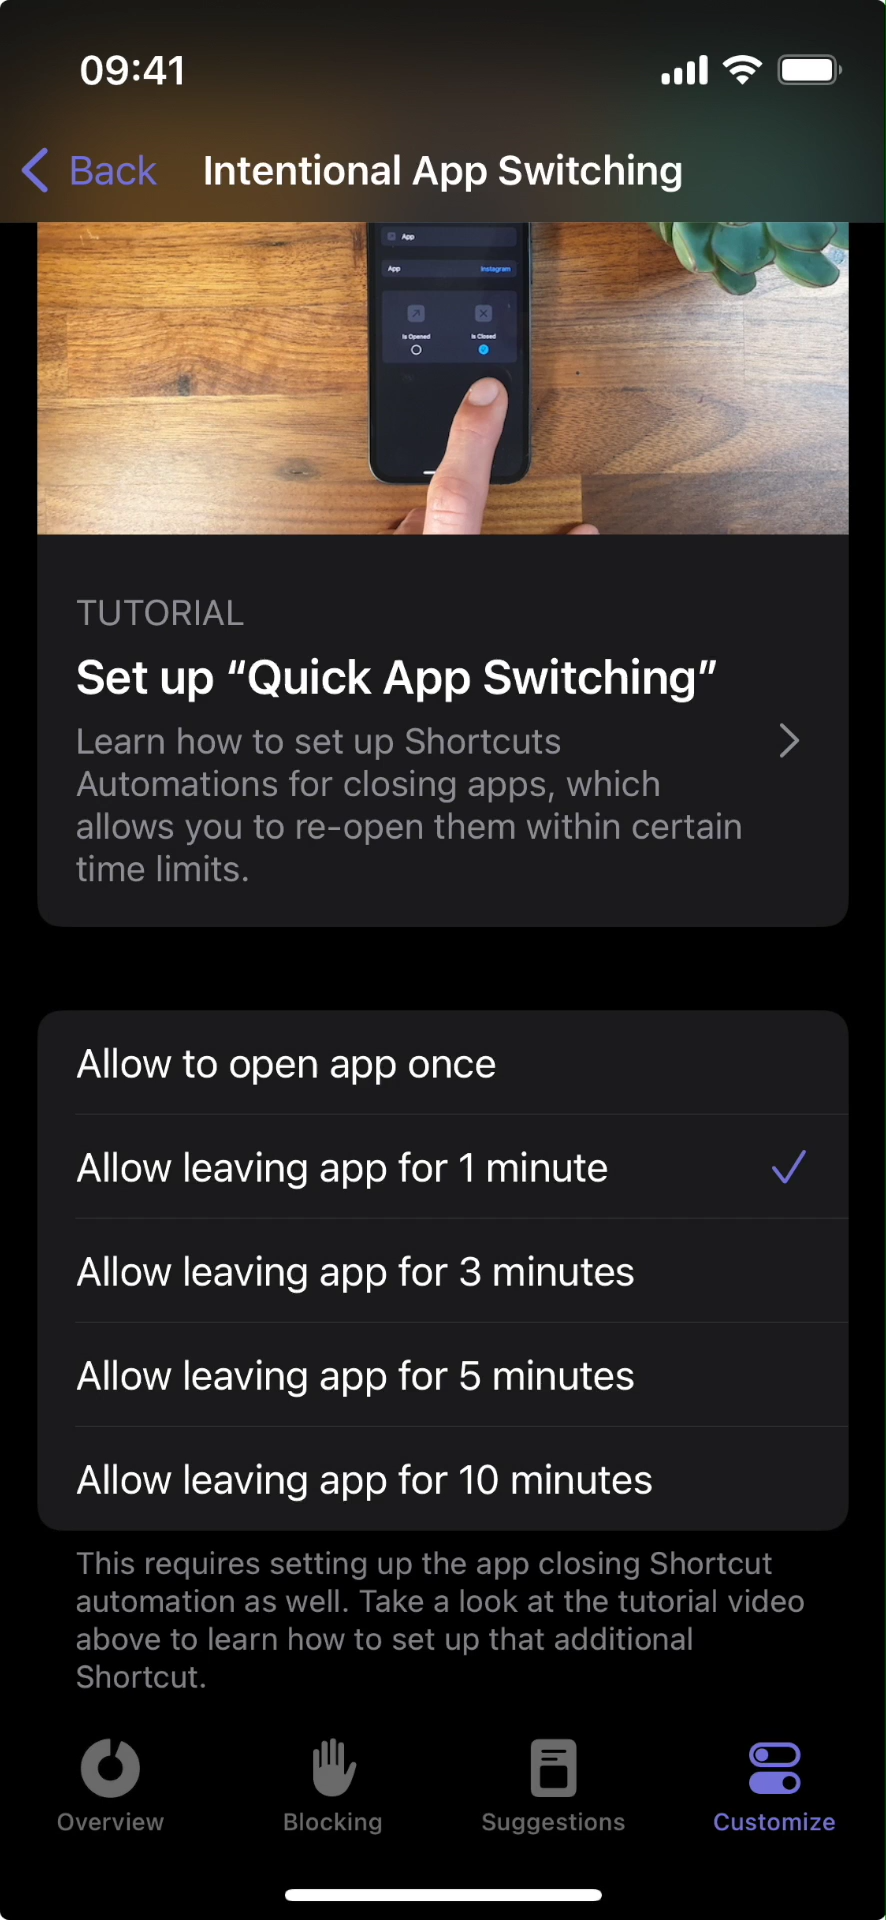 09:41
Back
Intentional App Switching
App
App
Instagram
Is Opened
Is Closed
TUTORIAL
Set up “Quick App Switching”
Learn how to set up Shortcuts
Automations for closing apps, which
allows you to re-open them within certain
time limits.
Allow to open app once
Allow leaving app for 1 minute
Allow leaving app for 3 minutes
Allow leaving app for 5 minutes
Allow leaving app for 10 minutes
This requires setting up the app closing Shortcut
automation as well. Take a look at the tutorial video
above to learn how to set up that additional
Shortcut.
Overview
Blocking
Suggestions
Customize